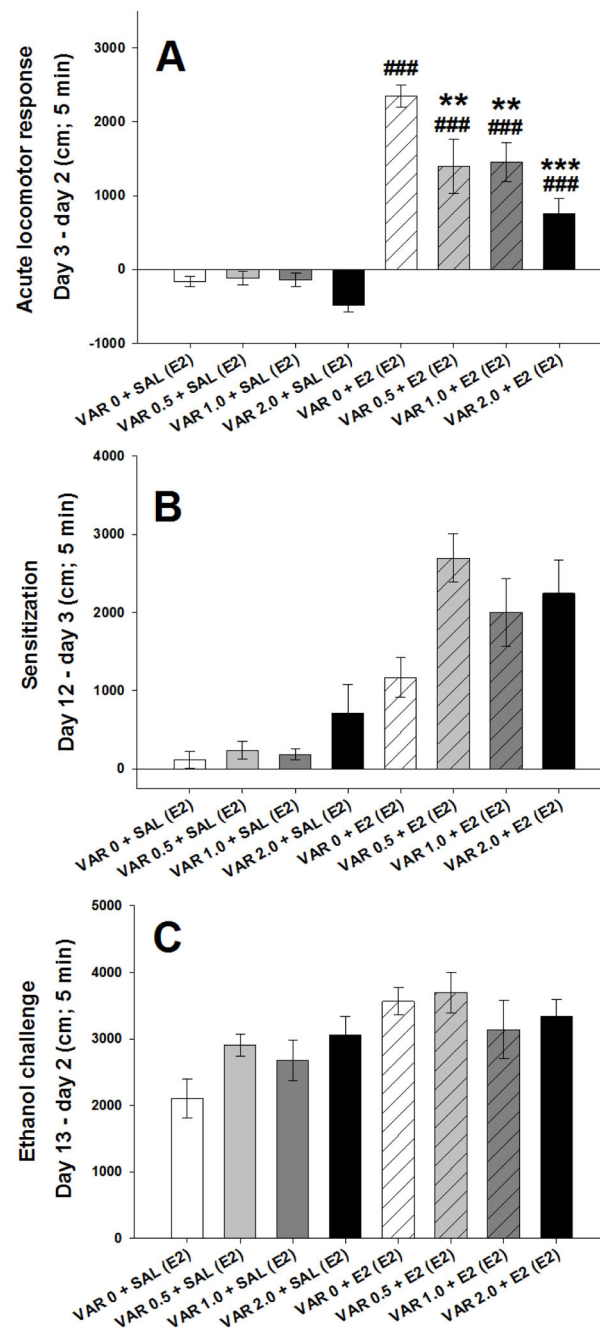 A
Acute locomotor response
Day 3 - day 2 (cm; 5 min)
3000
2000
1000
0
-1000
###
**
###
**
###
***
###
VAR 0 + SAL (E2)
VAR 0.5 + SAL (E2)
VAR 1.0 + SAL (E2)
VAR 2.0 + SAL (E2)
VAR 0 + E2 (E2)
VAR 0.5 + E2 (E2)
VAR 1.0 + E2 (E2)
VAR 2.0 + E2 (E2)
B
Sensitization
Day 12 - day 3 (cm; 5 min)
4000
3000
2000
1000
0
VAR 0 + SAL (E2)
VAR 0.5 + SAL (E2)
VAR 1.0 + SAL (E2)
VAR 2.0 + SAL (E2)
VAR 0 + E2 (E2)
VAR 0.5 + E2 (E2)
VAR 1.0 + E2 (E2)
VAR 2.0 + E2 (E2)
C
Ethanol challenge
Day 13 - day 2 (cm; 5 min)
5000
4000
3000
2000
1000
0
VAR 0 + SAL (E2)
VAR 0.5 + SAL (E2)
VAR 1.0 + SAL (E2)
VAR 2.0 + SAL (E2)
VAR 0 + E2 (E2)
VAR 0.5 + E2 (E2)
VAR 1.0 + E2 (E2)
VAR 2.0 + E2 (E2)